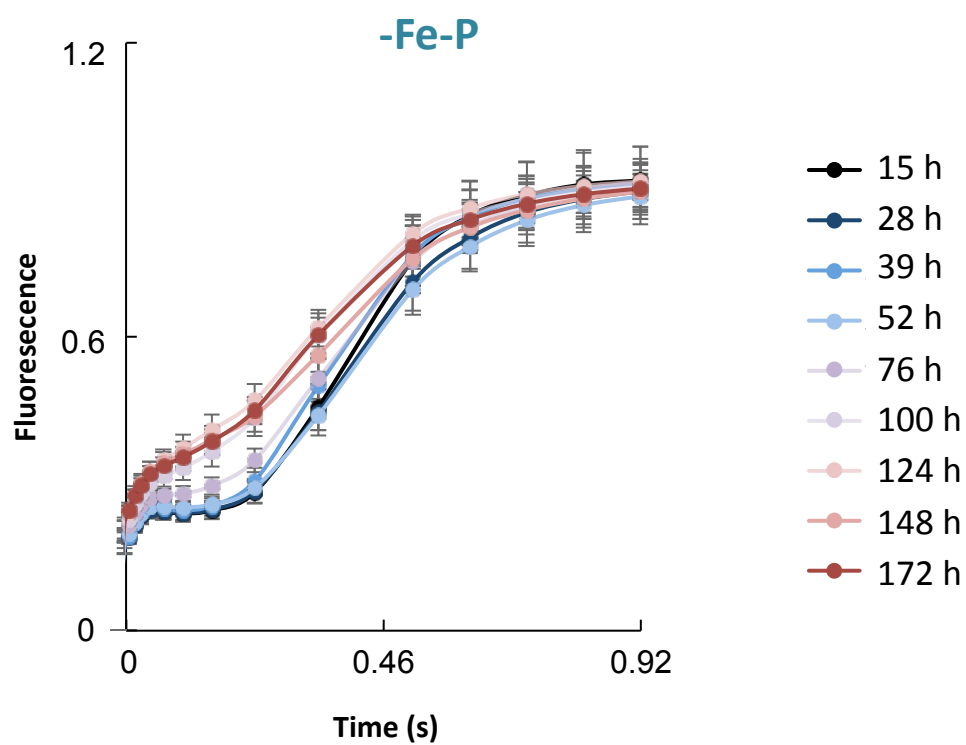 -Fe-P
1.2
0.6
0
Fluoresecence
0
0.46
0.92
Time (s)
15 h
28 h
39 h
52 h
76 h
100 h
124 h
148 h
172 h